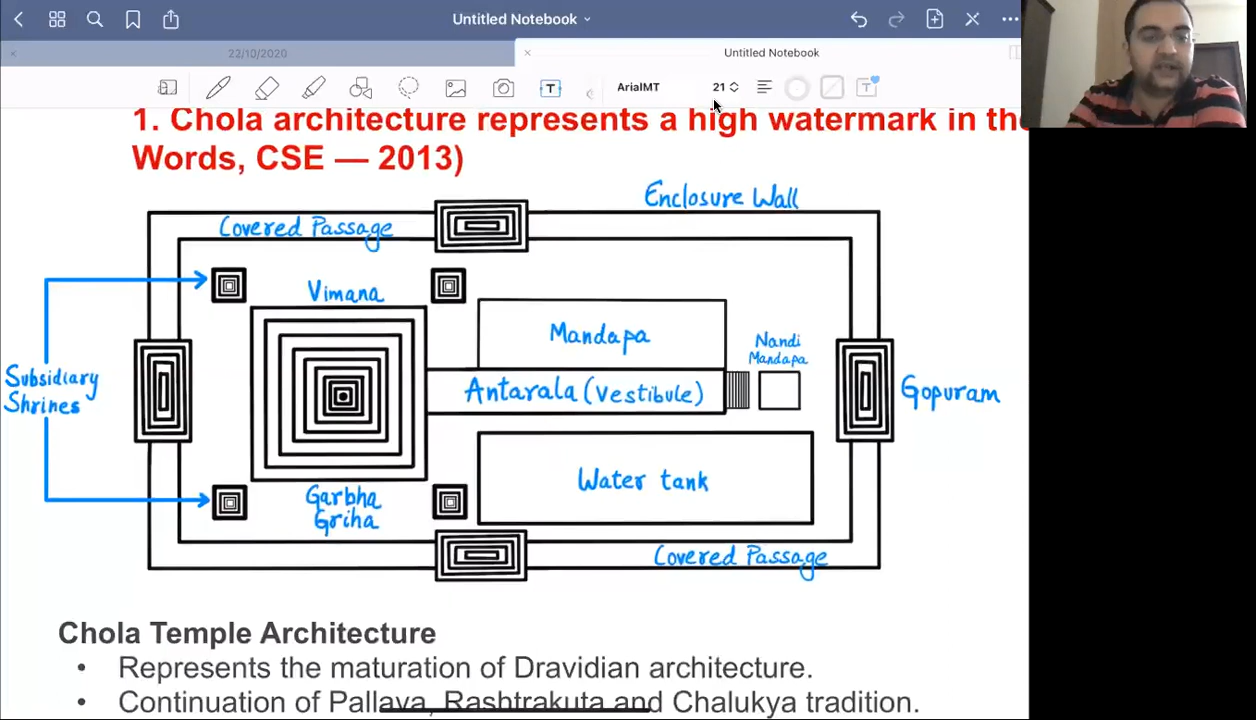 Untitled Notebook
22/10/2020
Untitled Notebook
ArialMT 21
1. Chola architecture represents a high watermark in the
Words, CSE — 2013)
Enclosure Wall
Covered Passage
Vimana
Mandapa
Nandi
Mandapa
Subsidiary
Shrines
Antarala (Vestibule)
Gopuram
Water tank
Garbha
Griha
Covered Passage
Chola Temple Architecture
• Represents the maturation of Dravidian architecture.
• Continuation of Pallava, Rashtrakuta and Chalukya tradition.